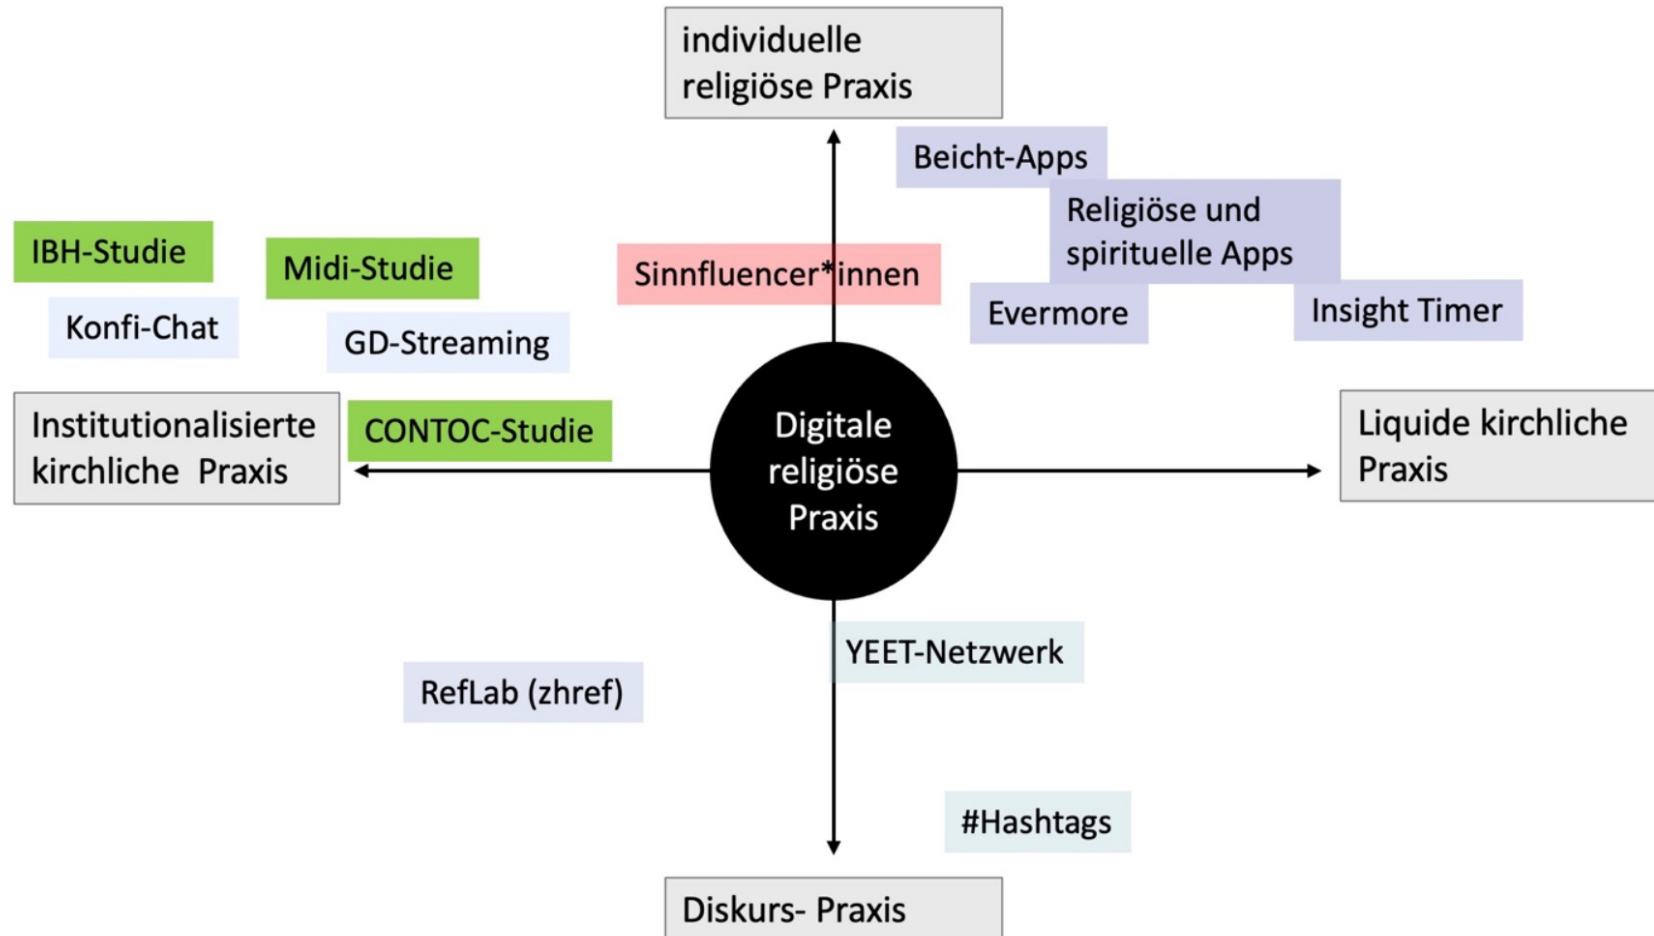 individuelle
religiöse Praxis
Beicht-Apps
Religiöse und
spirituelle Apps
IBH-Studie
Midi-Studie
Sinnfluencer*innen
Evermore
Insight Timer
Konfi-Chat
GD-Streaming
Institutionalisierte
kirchliche  Praxis
CONTOC-Studie
Digitale
religiöse
Praxis
Liquide kirchliche
Praxis
YEET-Netzwerk
RefLab (zhref)
#Hashtags
Diskurs- Praxis